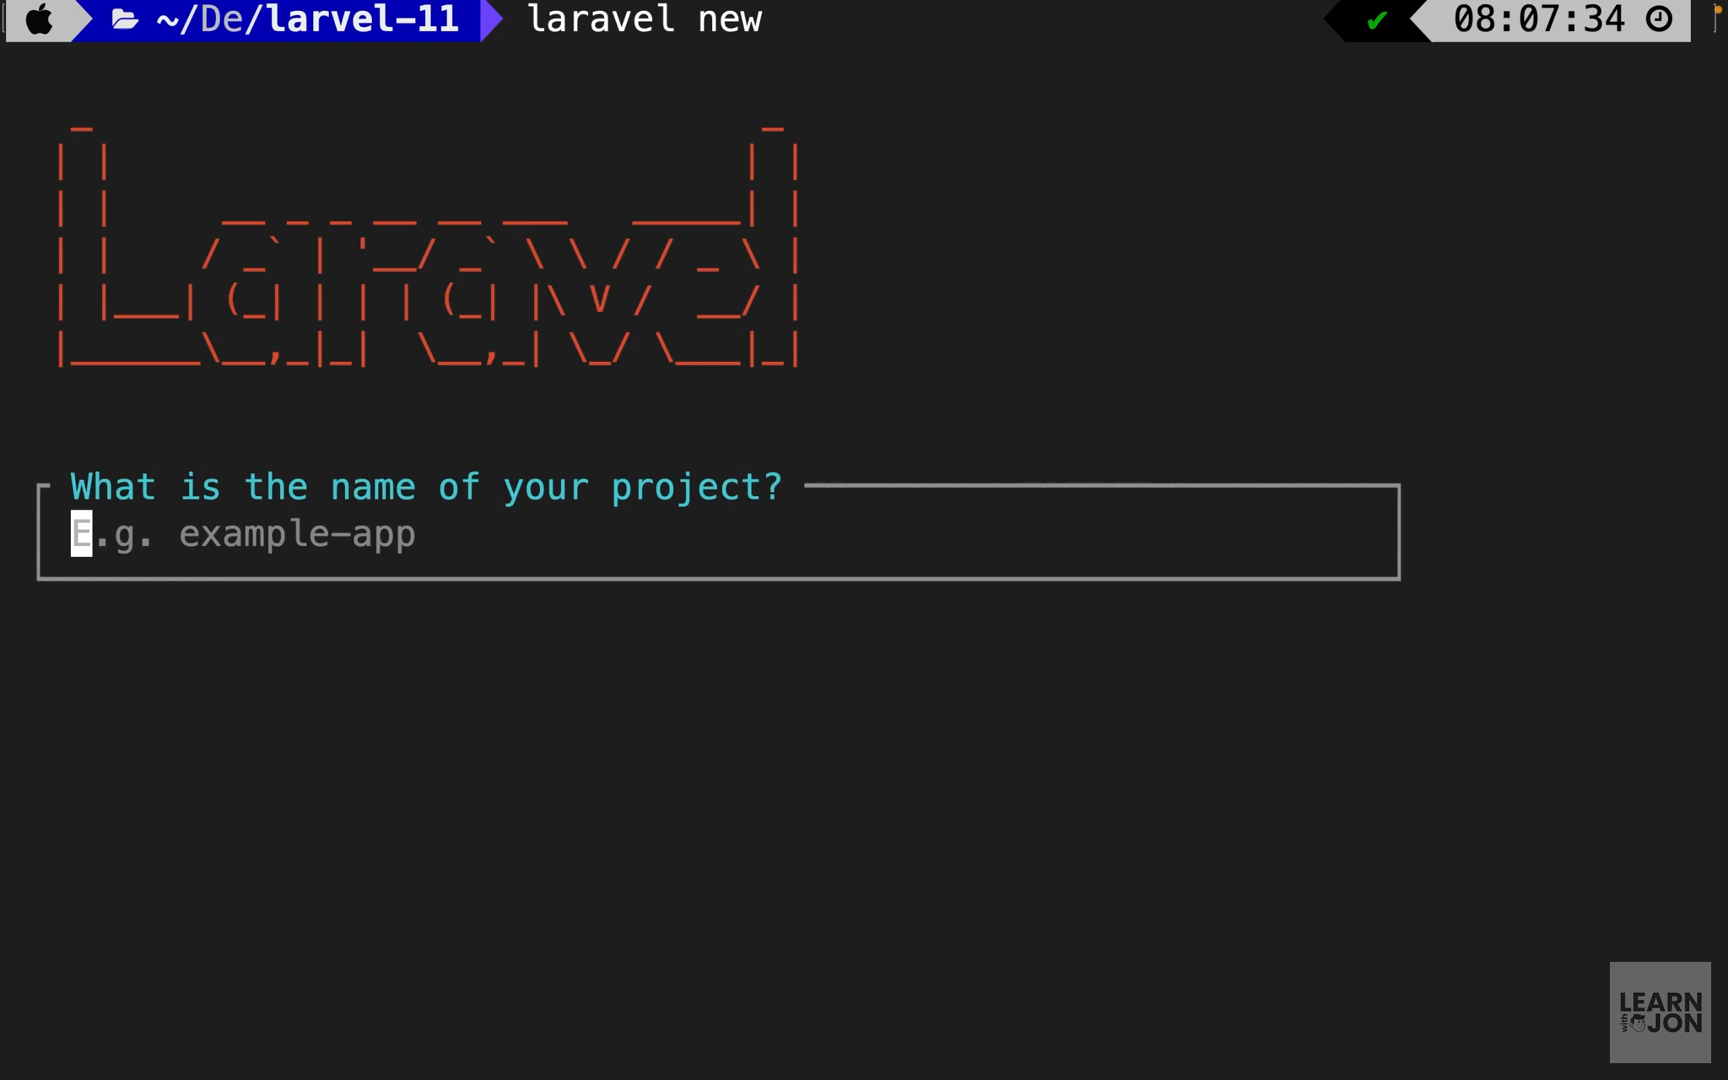 ~/De/larvel-11 laravel new ✔ 08:07:34
Laravel
What is the name of your project?
E.g. example-app
LEARN
with JON